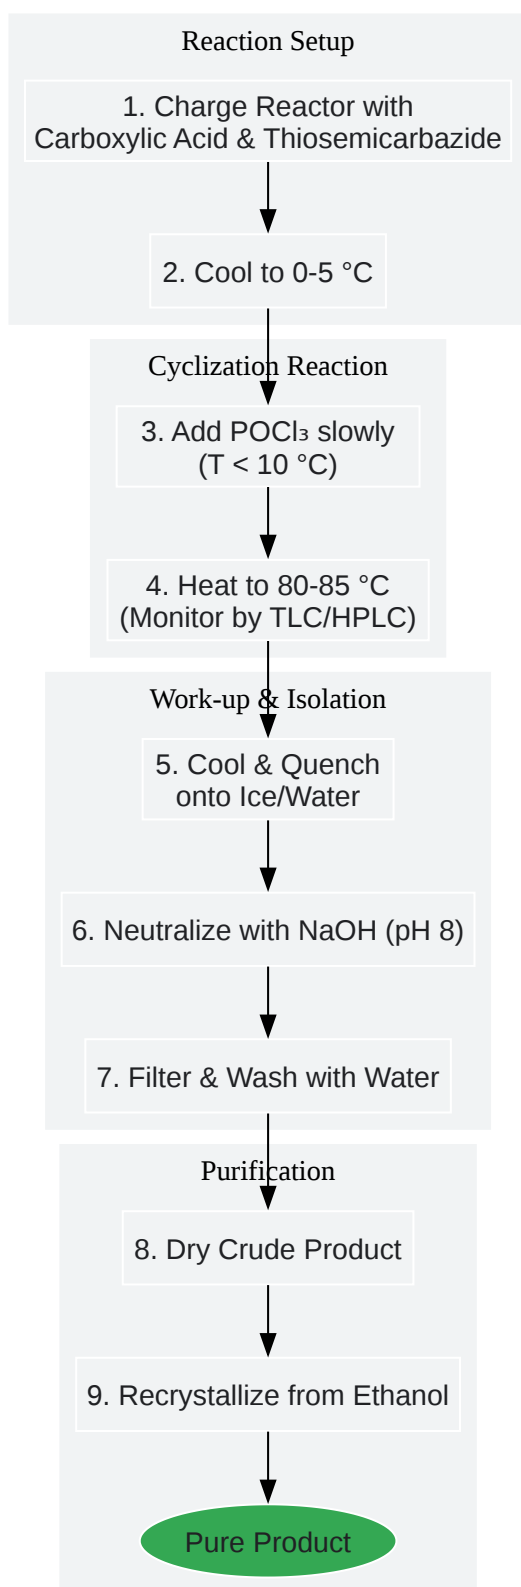 Reaction Setup
1. Charge Reactor with
Carboxylic Acid & Thiosemicarbazide
2. Cool to 0-5 °C
Cyclization Reaction
3. Add POCl₃ slowly
(T < 10 °C)
4. Heat to 80-85 °C
(Monitor by TLC/HPLC)
Work-up & Isolation
5. Cool & Quench
onto Ice/Water
6. Neutralize with NaOH (pH 8)
7. Filter & Wash with Water
Purification
8. Dry Crude Product
9. Recrystallize from Ethanol
Pure Product